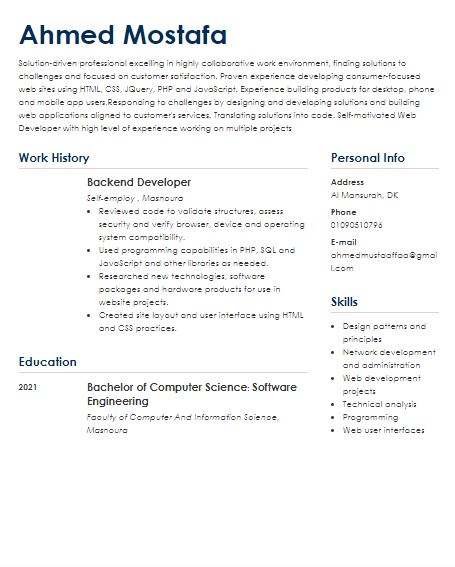 Ahmed Mostafa
Solution-driven professional excelling in highly collaborative work environment, finding solutions to
challenges and focused on customer satisfaction. Proven experience developing consumer-focused
web sites using HTML, CSS, JQuery, PHP and JavaScript. Experience building products for desktop, phone
and mobile app users,Responding to challenges by designing and developing solutions and building
web applications aligned to customer's services. Translating solutions into code. Self-motivated Web
Developer with high level of experience working on multiple projects
Work History
Backend Developer
Self-employ , Masnoura
• Reviewed code to validate structures, assess
security and verify browser, device and operating
system compatibility.
• Used programming capabilities in PHP, SQL and
JavaScript and other libraries as needed.
• Researched new technologies, software
packages and hardware products for use in
website projects.
• Created site layout and user interface using HTML
and CSS practices.
Education
2021
Bachelor of Computer Science: Software
Engineering
Faculty of Computer And Information Science,
Masnoura
Personal Info
Address
Al Mansurah, DK
Phone
01090510796
E-mail
ahmedmustaaffaa@gmai
l.com
Skills
• Design patterns and
principles
• Network development
and administration
• Web development
projects
• Technical analysis
• Programming
• Web user interfaces